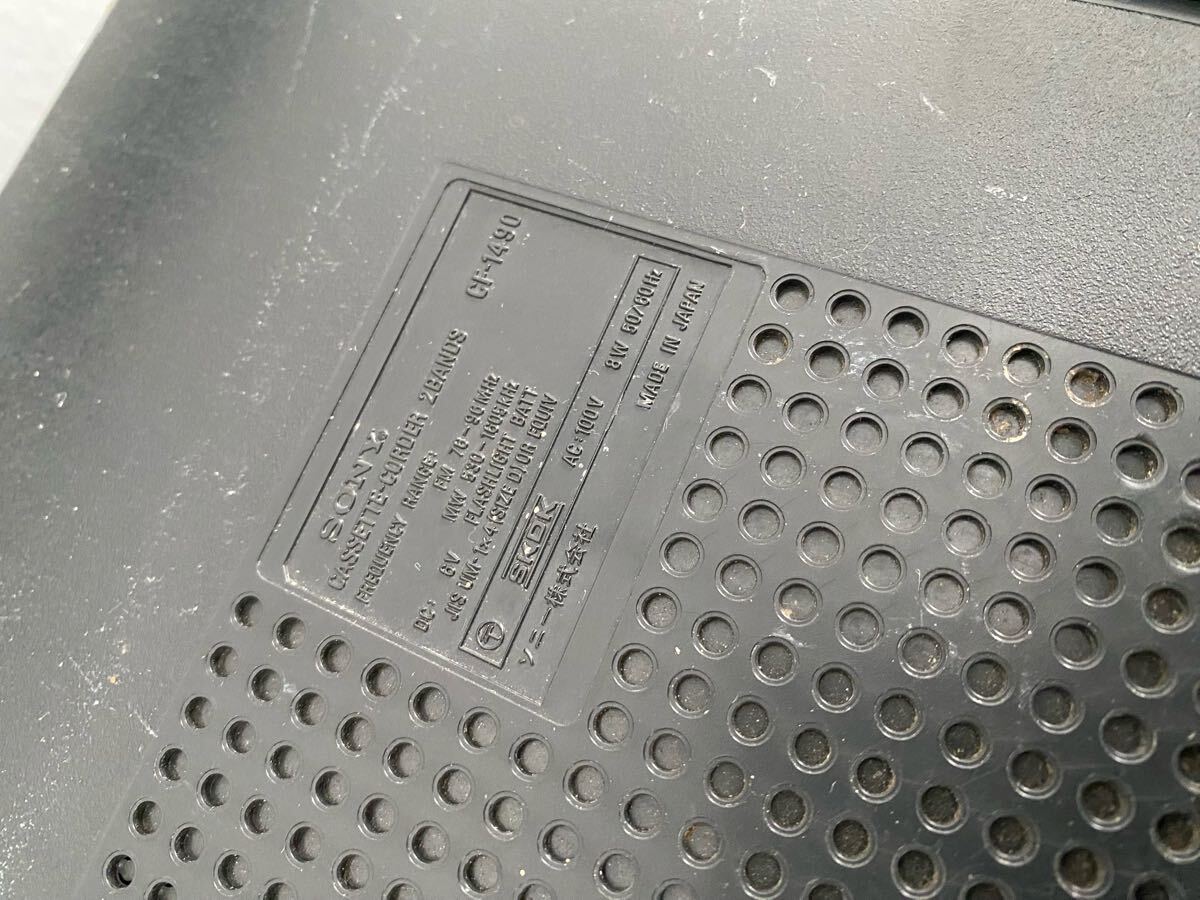 SONY
CASSETTE-CORDER 2BANDS CF-1490
FREQUENCY RANGE:
FM 76-90MHz
MW 530-1605KHz
DC: 6V FLASHLIGHT BATT.
JIS UM-1×4(SIZE D)OR EQUIV
SKDK AC:100V 8W 50/60Hz
ソニー株式会社 MADE IN JAPAN